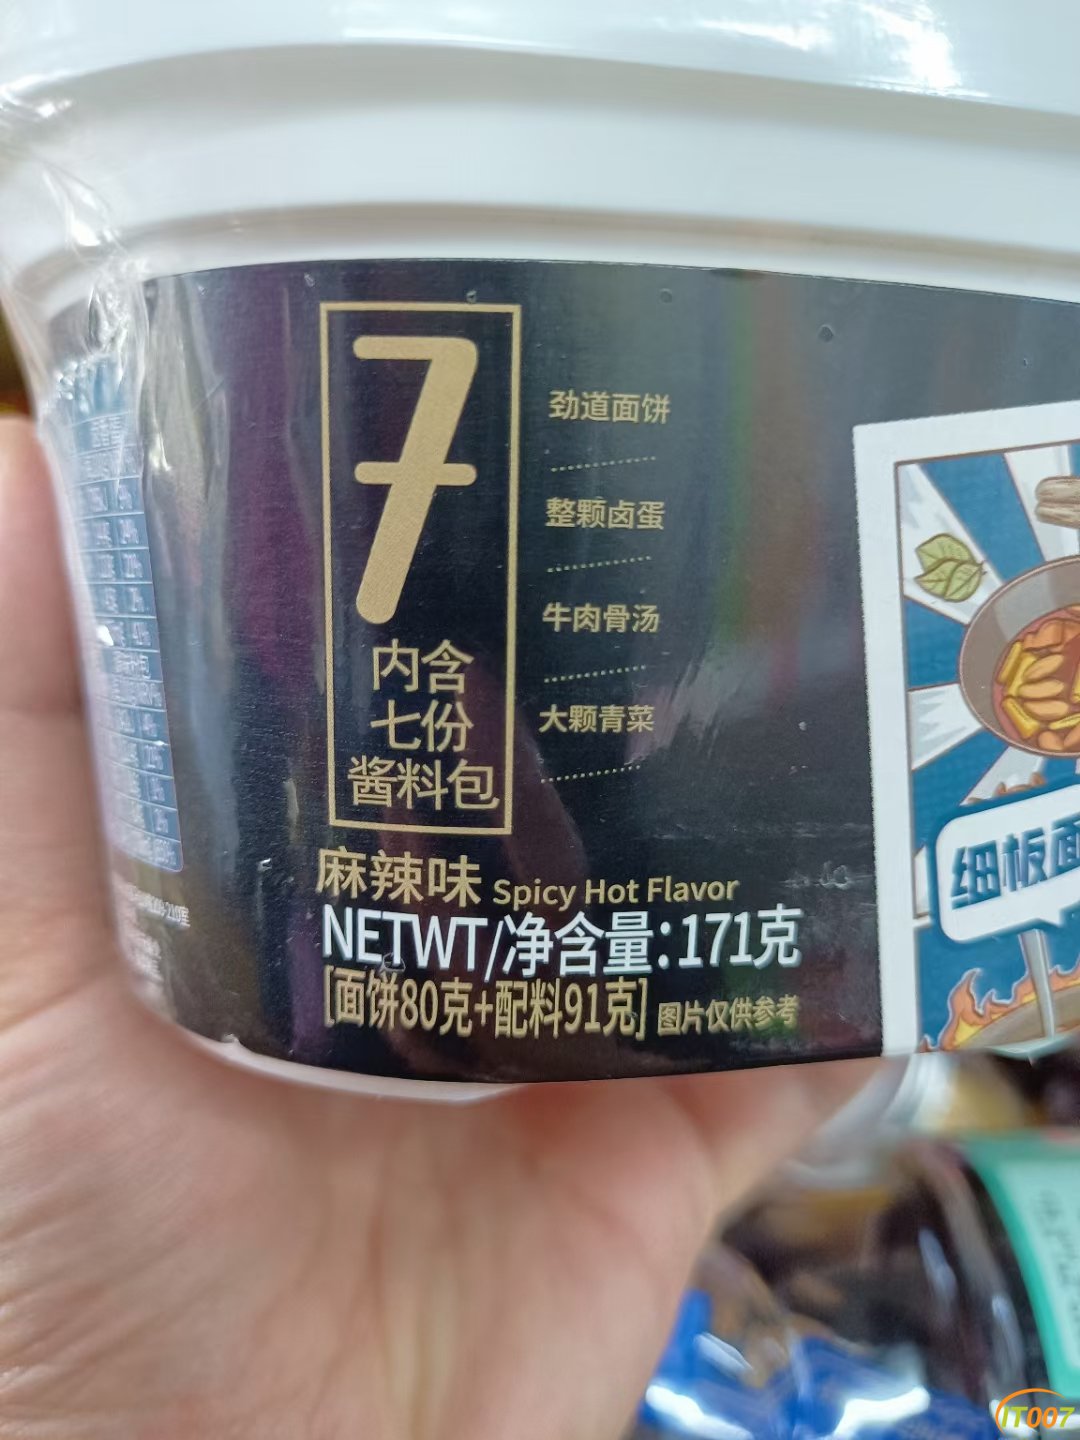 7
内含
七份
酱料包
劲道面饼
整颗卤蛋
牛肉骨汤
大颗青菜
麻辣味 Spicy Hot Flavor
NETWT/净含量:171克
[面饼80克+配料91克] 图片仅供参考
细板面
IT007